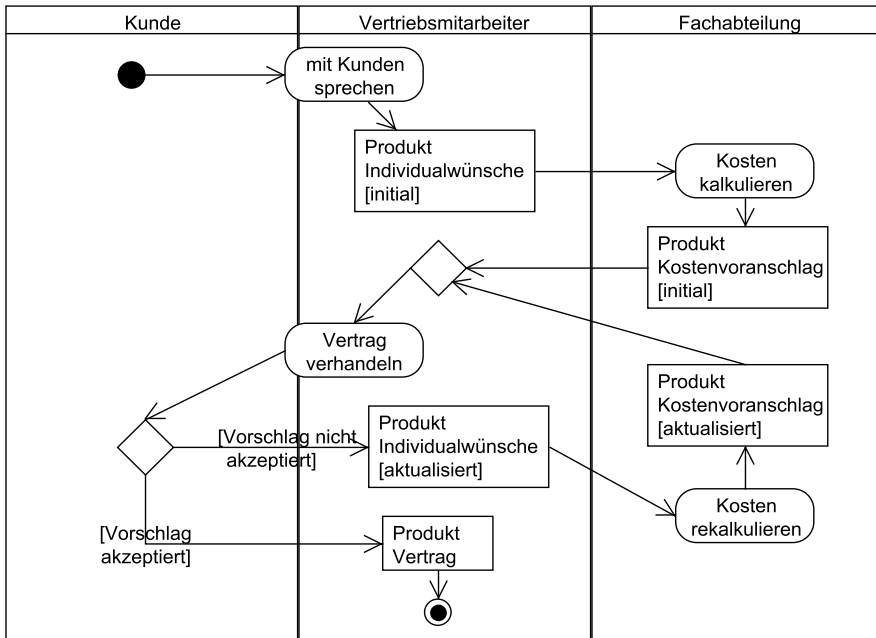 Kunde
Vertriebsmitarbeiter
Fachabteilung
mit Kunden
sprechen
Produkt
Individualwünsche
[initial]
Kosten
kalkulieren
Produkt
Kostenvoranschlag
[initial]
Vertrag
verhandeln
Produkt
Kostenvoranschlag
[aktualisiert]
[Vorschlag nicht
akzeptiert]
Produkt
Individualwünsche
[aktualisiert]
Kosten
rekalkulieren
[Vorschlag
akzeptiert]
Produkt
Vertrag